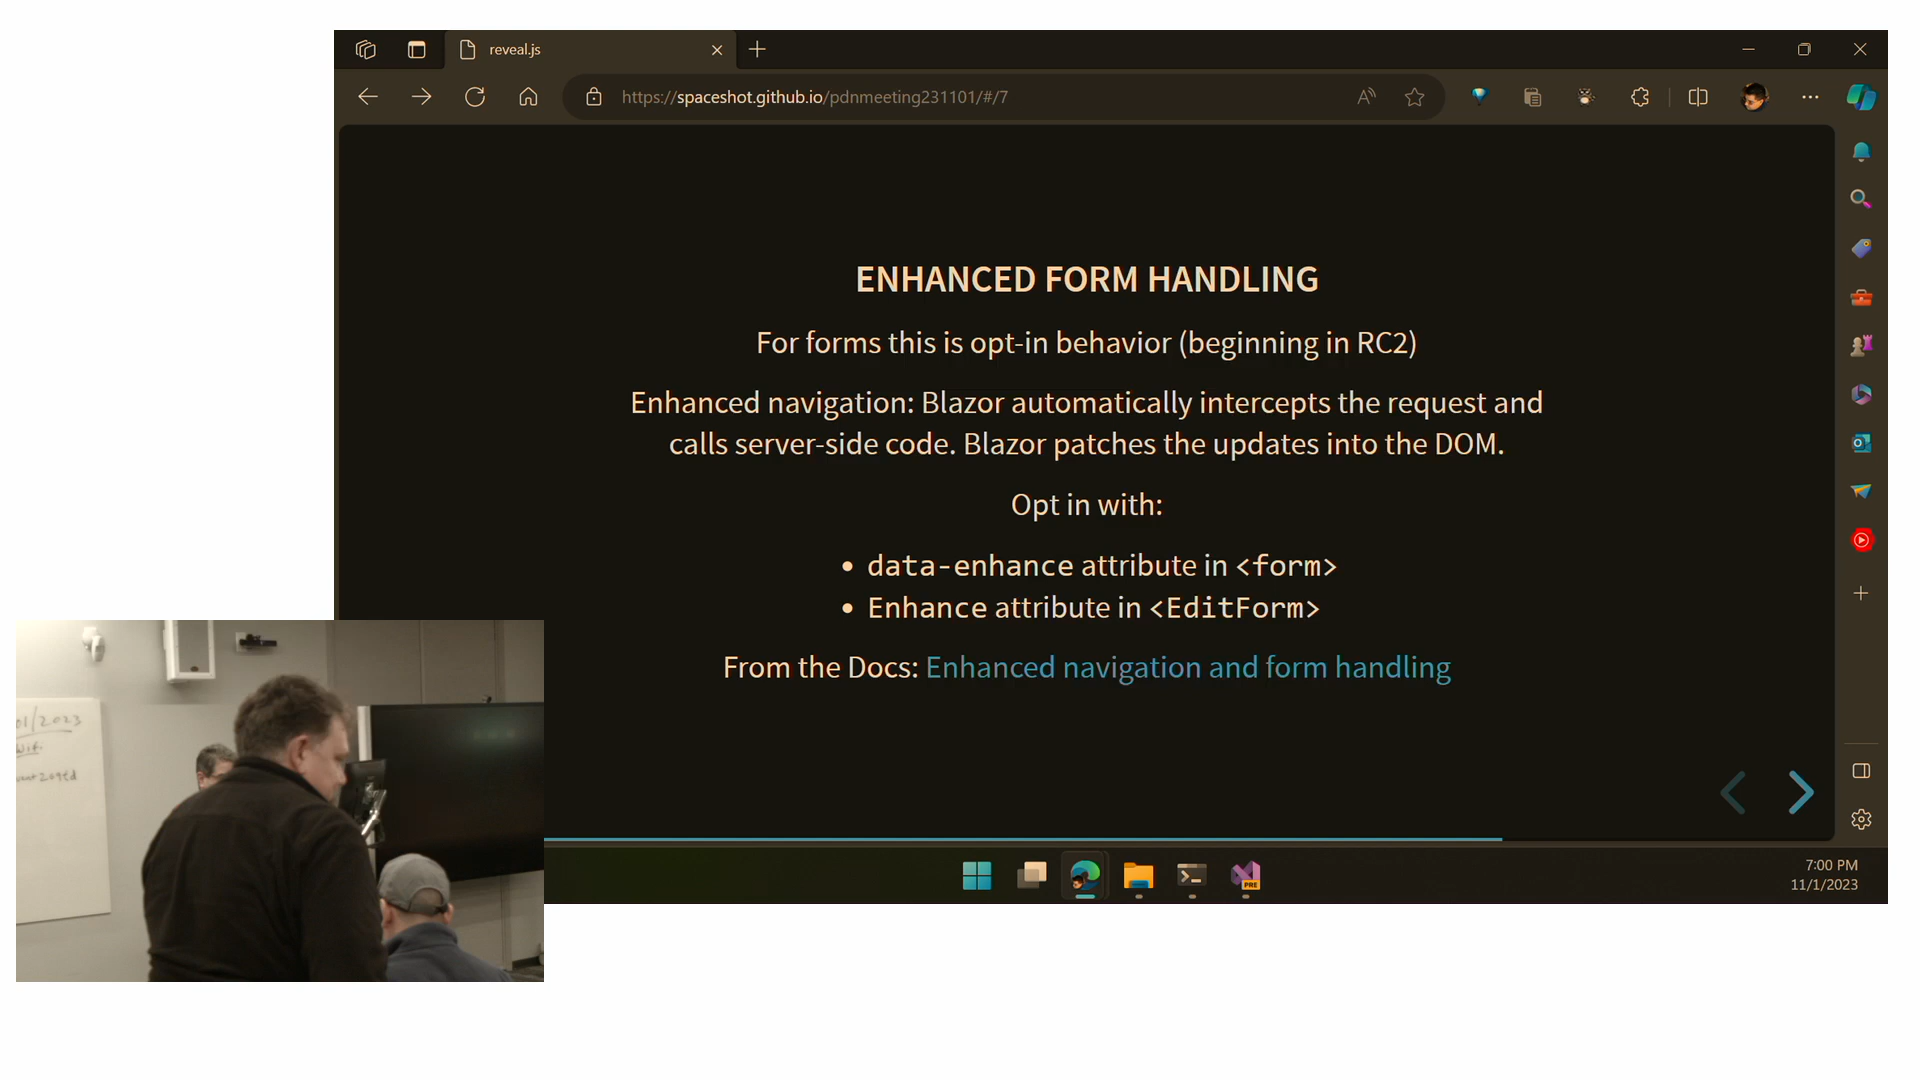 reveal.js
https://spaceshot.github.io/pdnmeeting231101/#/7
ENHANCED FORM HANDLING
For forms this is opt-in behavior (beginning in RC2)
Enhanced navigation: Blazor automatically intercepts the request and
calls server-side code. Blazor patches the updates into the DOM.
Opt in with:
• data-enhance attribute in <form>
• Enhance attribute in <EditForm>
From the Docs: Enhanced navigation and form handling
01/2023
PRE
7:00 PM
11/1/2023